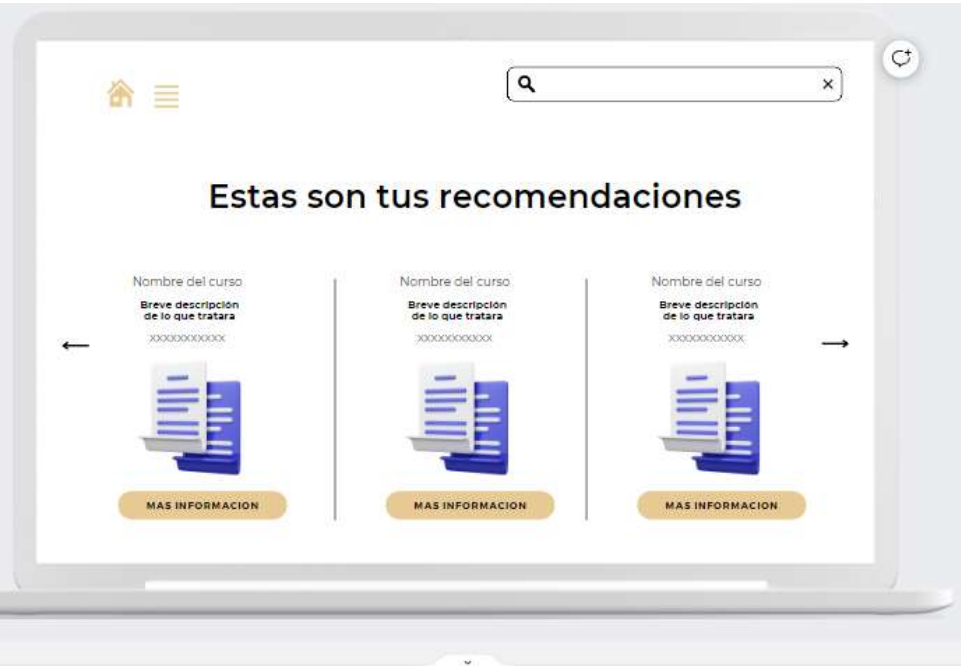 Estas son tus recomendaciones
Nombre del curso
Breve descripción
de lo que tratara
xxxxxxxxxxx
MAS INFORMACION
Nombre del curso
Breve descripción
de lo que tratara
xxxxxxxxxxx
MAS INFORMACION
Nombre del curso
Breve descripción
de lo que tratara
xxxxxxxxxxx
MAS INFORMACION